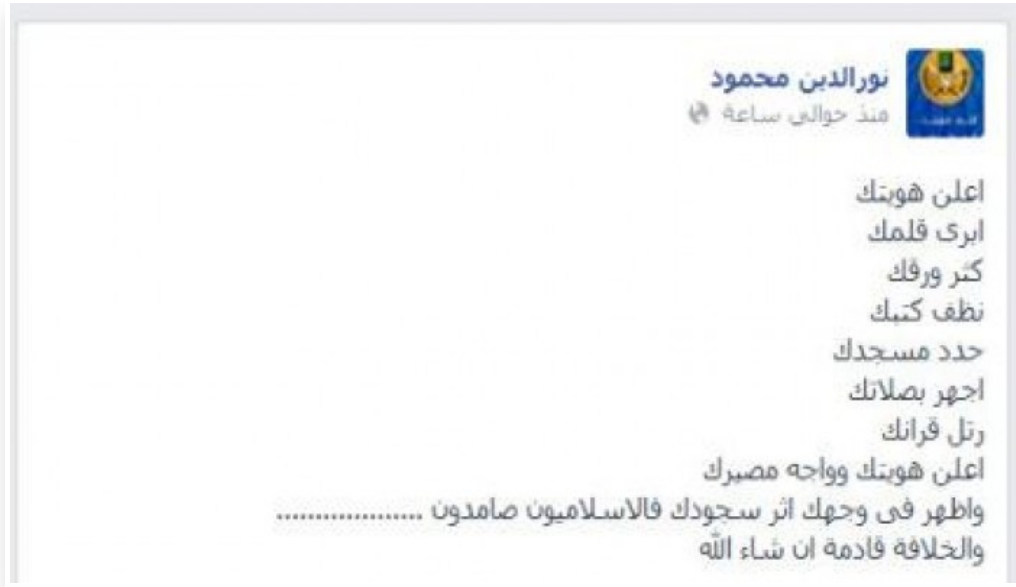 نورالدين محمود
منذ حوالي ساعة
اعلن هويتك
ابرى قلمك
كثر ورقك
نظف كتبك
حدد مسجدك
اجهر بصلاتك
رتل قرانك
اعلن هويتك وواجه مصيرك
واظهر فى وجهك اثر سجودك فالاسلاميون صامدون ...................
والخلافة قادمة ان شاء الله